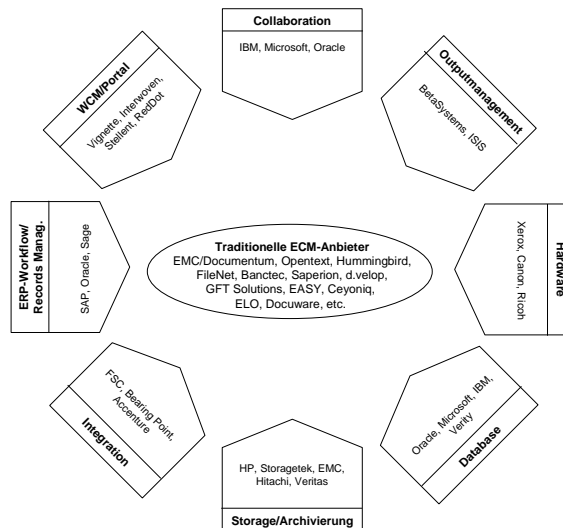 Collaboration
IBM, Microsoft, Oracle
Outputmanagement
BetaSystems, ISIS
Hardware
Xerox, Canon, Ricoh
Database
Oracle, Microsoft, IBM,
Verity
HP, Storagetek, EMC,
Hitachi, Veritas
Storage/Archivierung
FSC, Bearing Point,
Accenture
Integration
ERP-Workflow/
Records Manag.
SAP, Oracle, Sage
WCM/Portal
Vignette, Interwoven,
Stellent, RedDot
Traditionelle ECM-Anbieter
EMC/Documentum, Opentext, Hummingbird,
FileNet, Banctec, Saperion, d.velop,
GFT Solutions, EASY, Ceyoniq,
ELO, Docuware, etc.